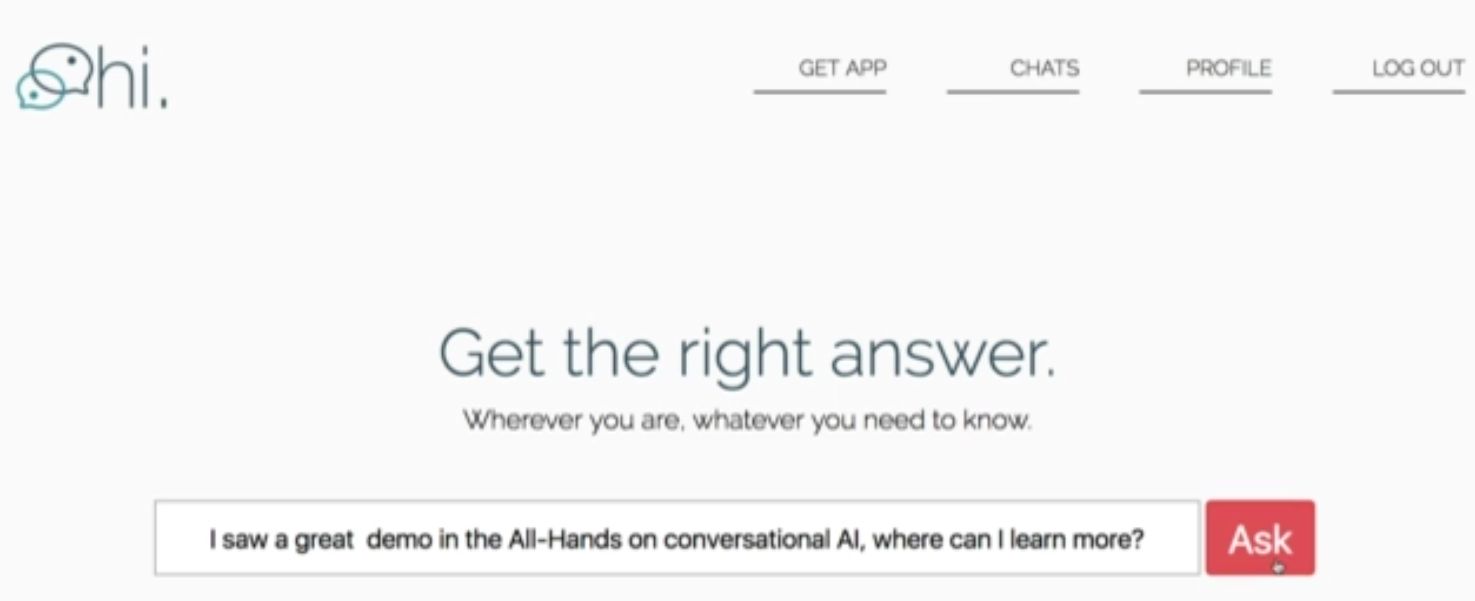 hi.
GET APP
CHATS
PROFILE
LOG OUT
Get the right answer.
Wherever you are, whatever you need to know.
I saw a great  demo in the All-Hands on conversational AI, where can I learn more?
Ask